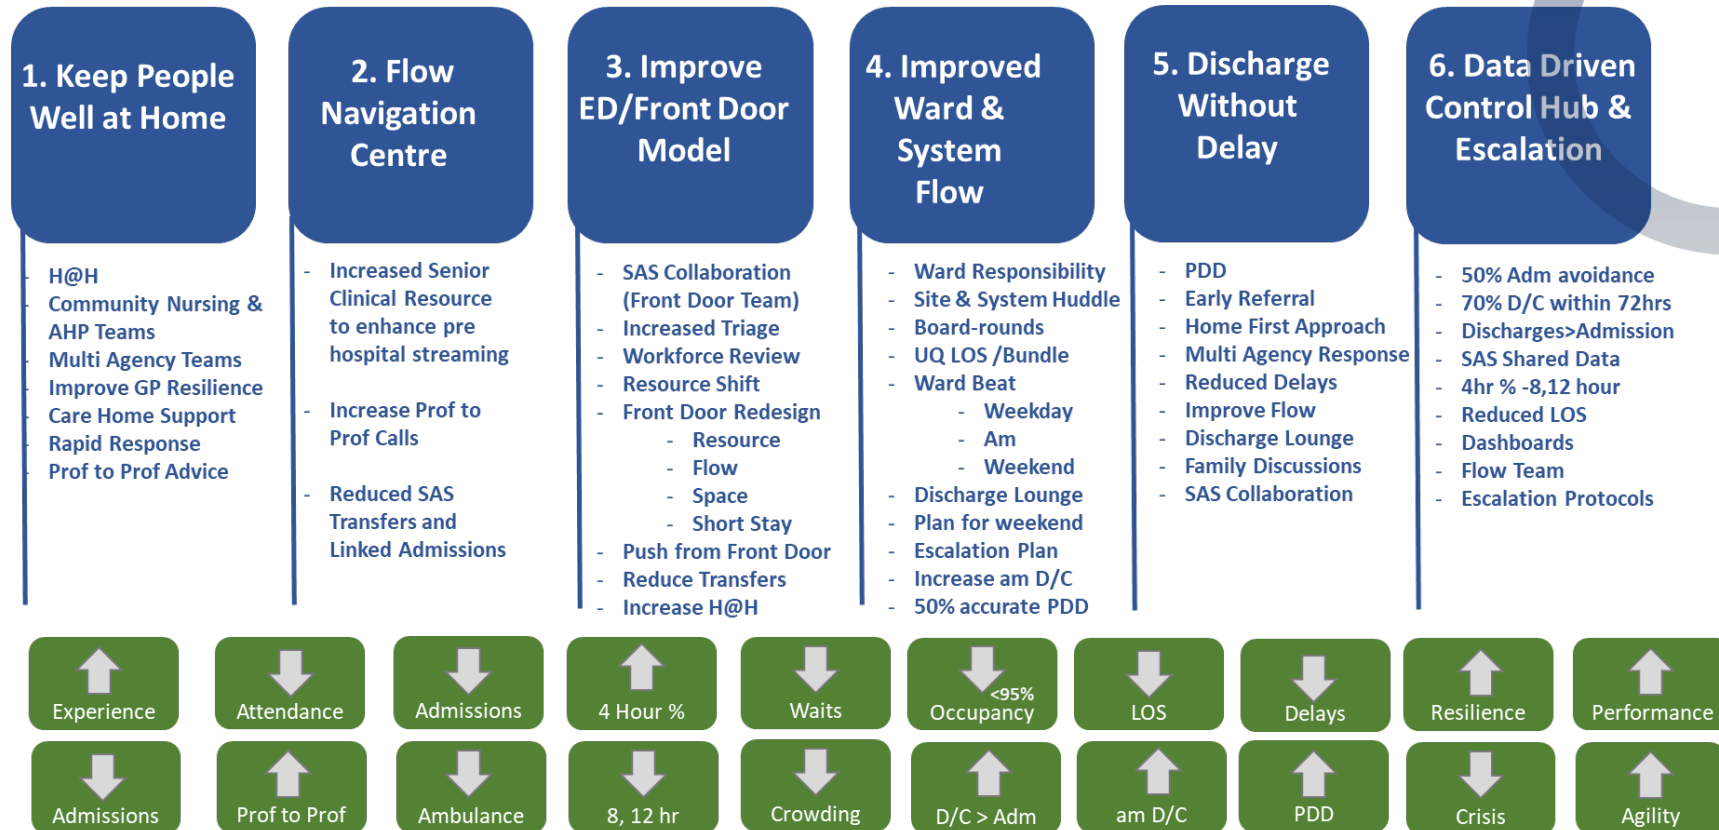 1. Keep People
Well at Home
- H@H
- Community Nursing &
AHP Teams
- Multi Agency Teams
- Improve GP Resilience
- Care Home Support
- Rapid Response
- Prof to Prof Advice
2. Flow
Navigation
Centre
- Increased Senior
Clinical Resource
to enhance pre
hospital streaming
- Increase Prof to
Prof Calls
- Reduced SAS
Transfers and
Linked Admissions
3. Improve
ED/Front Door
Model
- SAS Collaboration
(Front Door Team)
- Increased Triage
- Workforce Review
- Resource Shift
- Front Door Redesign
- Resource
- Flow
- Space
- Short Stay
- Push from Front Door
- Reduce Transfers
- Increase H@H
4. Improved
Ward &
System
Flow
- Ward Responsibility
- Site & System Huddle
- Board-rounds
- UQ LOS /Bundle
- Ward Beat
- Weekday
- Am
- Weekend
- Discharge Lounge
- Plan for weekend
- Escalation Plan
- Increase am D/C
- 50% accurate PDD
5. Discharge
Without
Delay
- PDD
- Early Referral
- Home First Approach
- Multi Agency Response
- Reduced Delays
- Improve Flow
- Discharge Lounge
- Family Discussions
- SAS Collaboration
6. Data Driven
Control Hub &
Escalation
- 50% Adm avoidance
- 70% D/C within 72hrs
- Discharges>Admission
- SAS Shared Data
- 4hr % -8,12 hour
- Reduced LOS
- Dashboards
- Flow Team
- Escalation Protocols
Experience
Attendance
Admissions
4 Hour %
Waits
<95%
Occupancy
LOS
Delays
Resilience
Performance
Admissions
Prof to Prof
Ambulance
8, 12 hr
Crowding
D/C > Adm
am D/C
PDD
Crisis
Agility